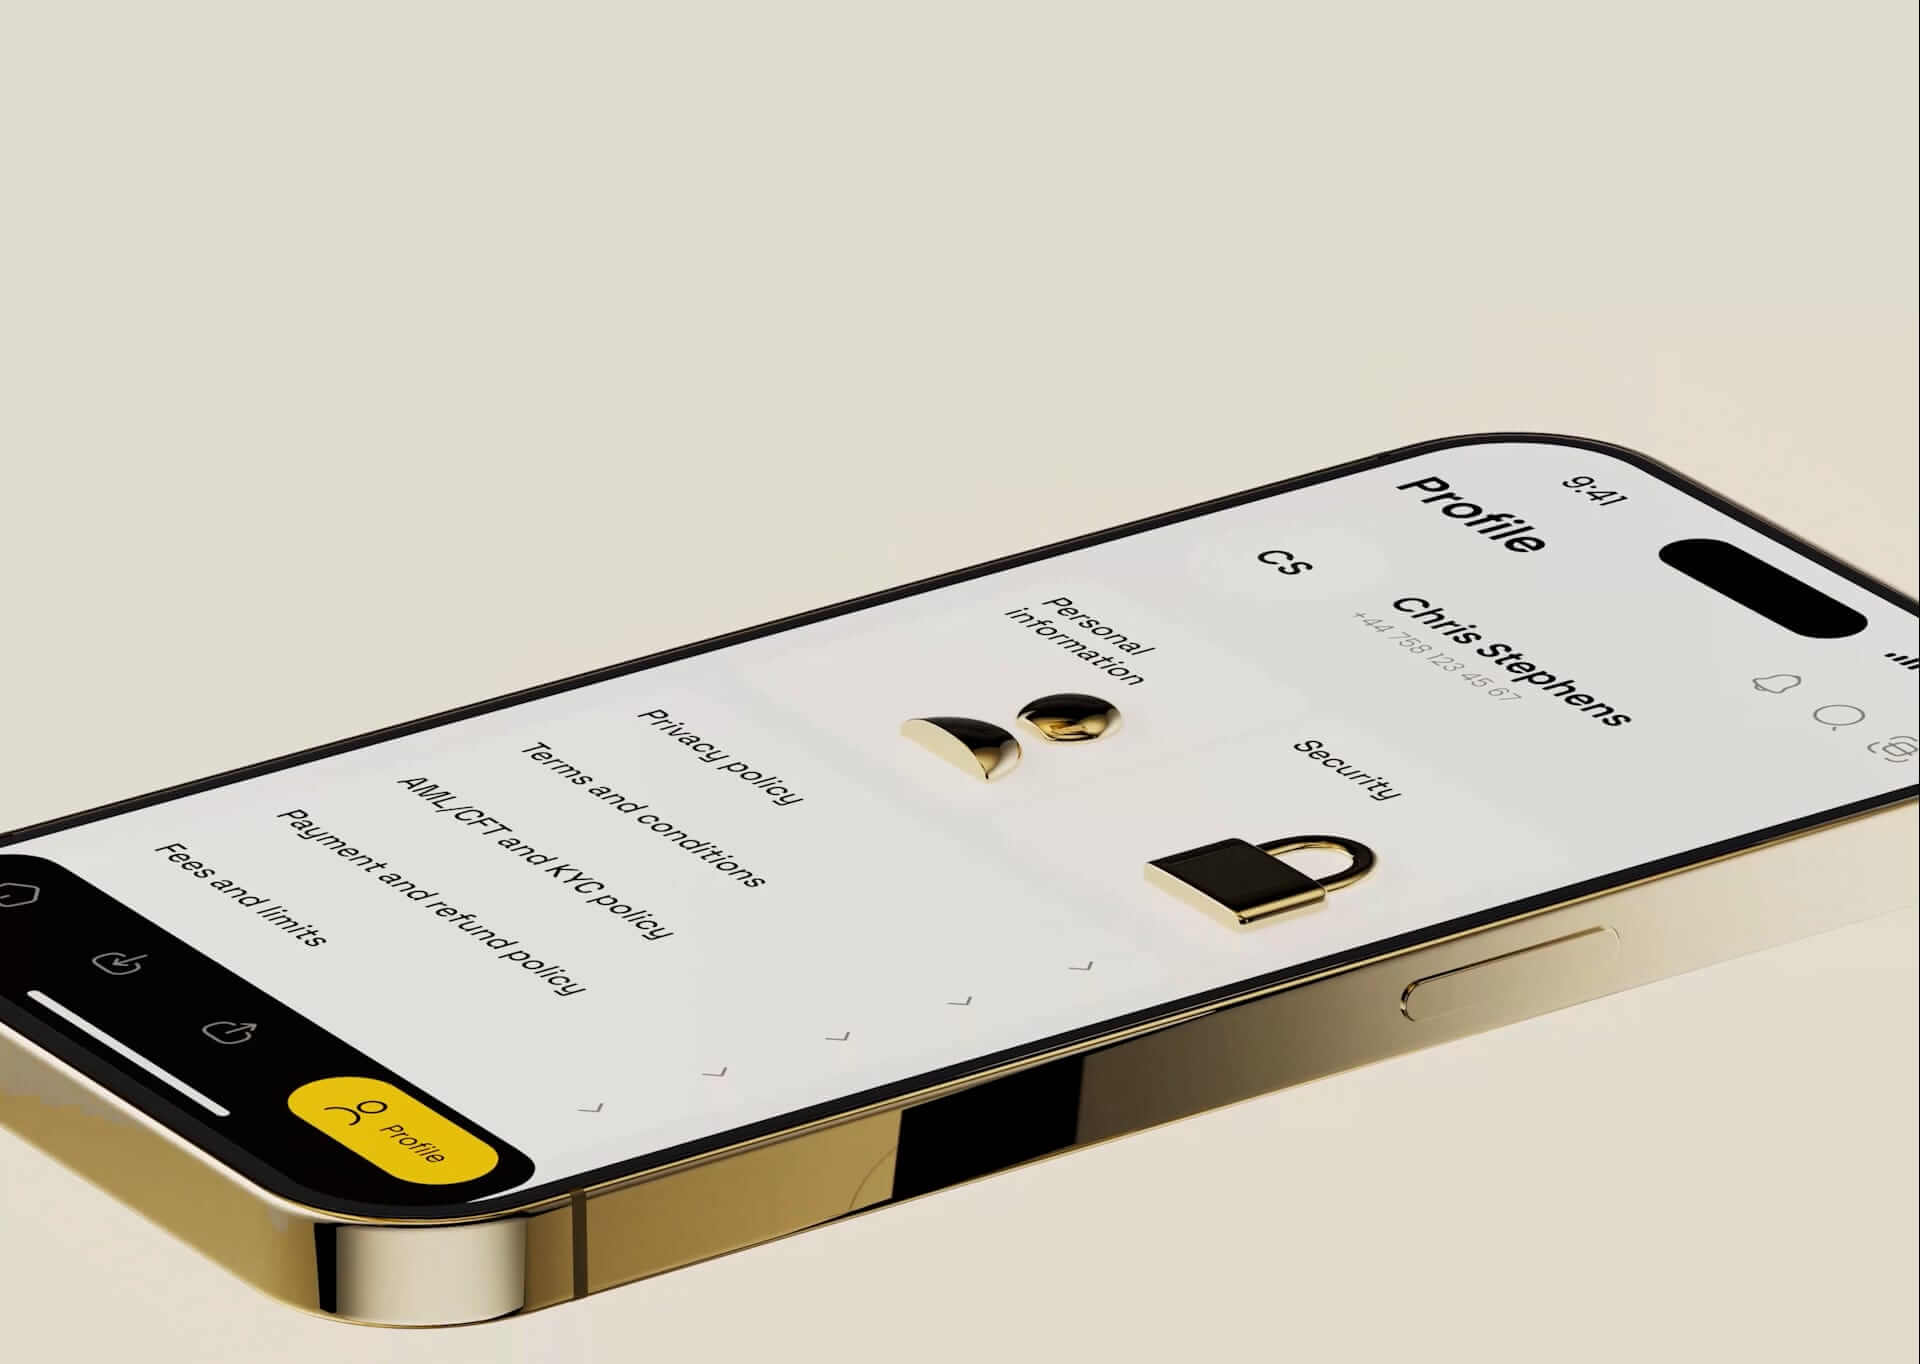 9:41
Profile
CS
Chris Stephens
+44 758 123 45 67
Personal
information
Security
Privacy policy
Terms and conditions
AML/CFT and KYC policy
Payment and refund policy
Fees and limits
Profile